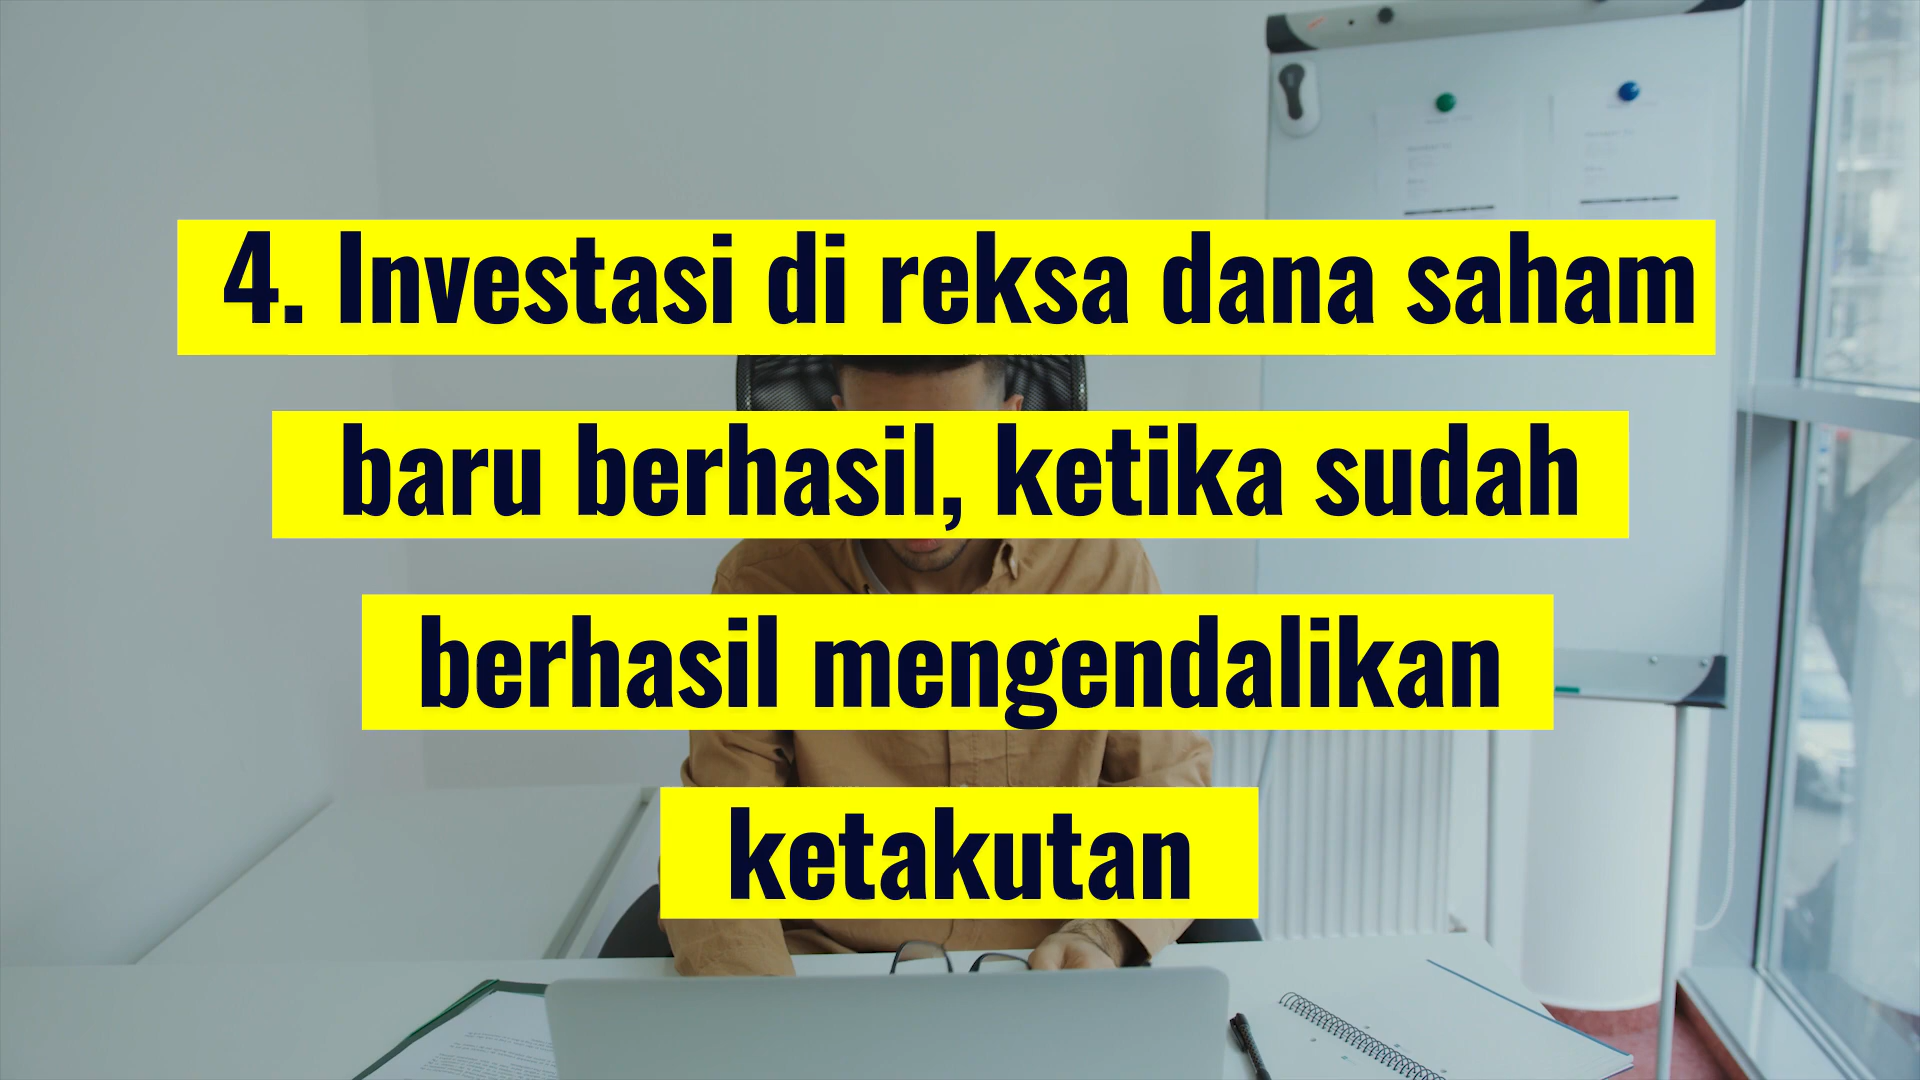 4. Investasi di reksa dana saham
baru berhasil, ketika sudah
berhasil mengendalikan
ketakutan